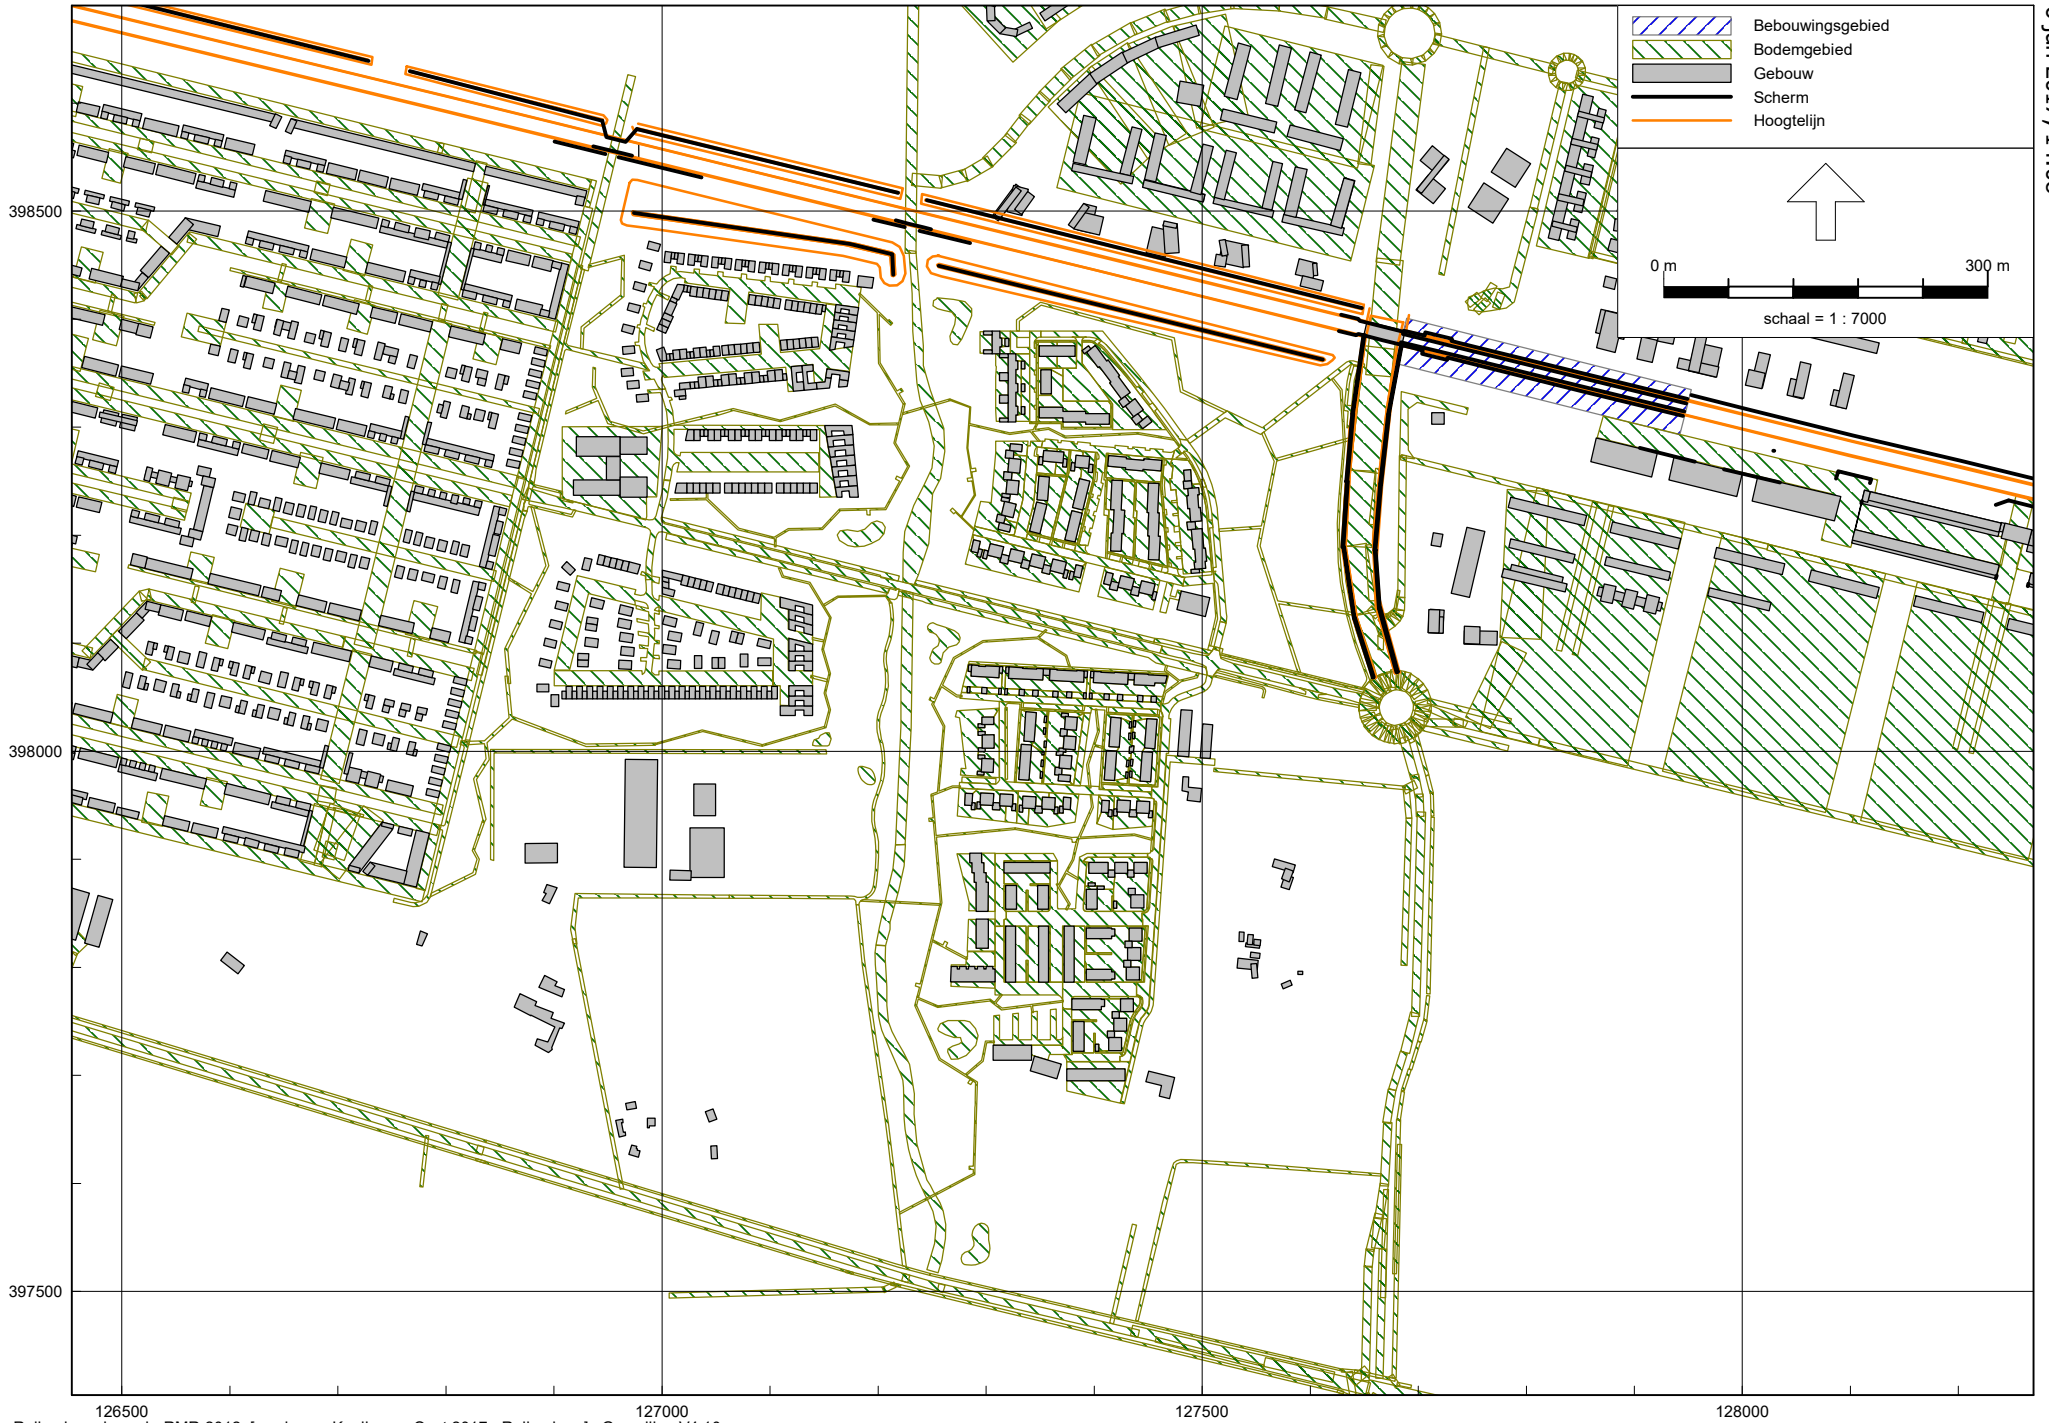 Bebouwingsgebied
Bodemgebied
Gebouw
Scherm
Hoogtelijn
0 m 300 m
schaal = 1 : 7000
398500
398000
397500
126500 127000 127500 128000